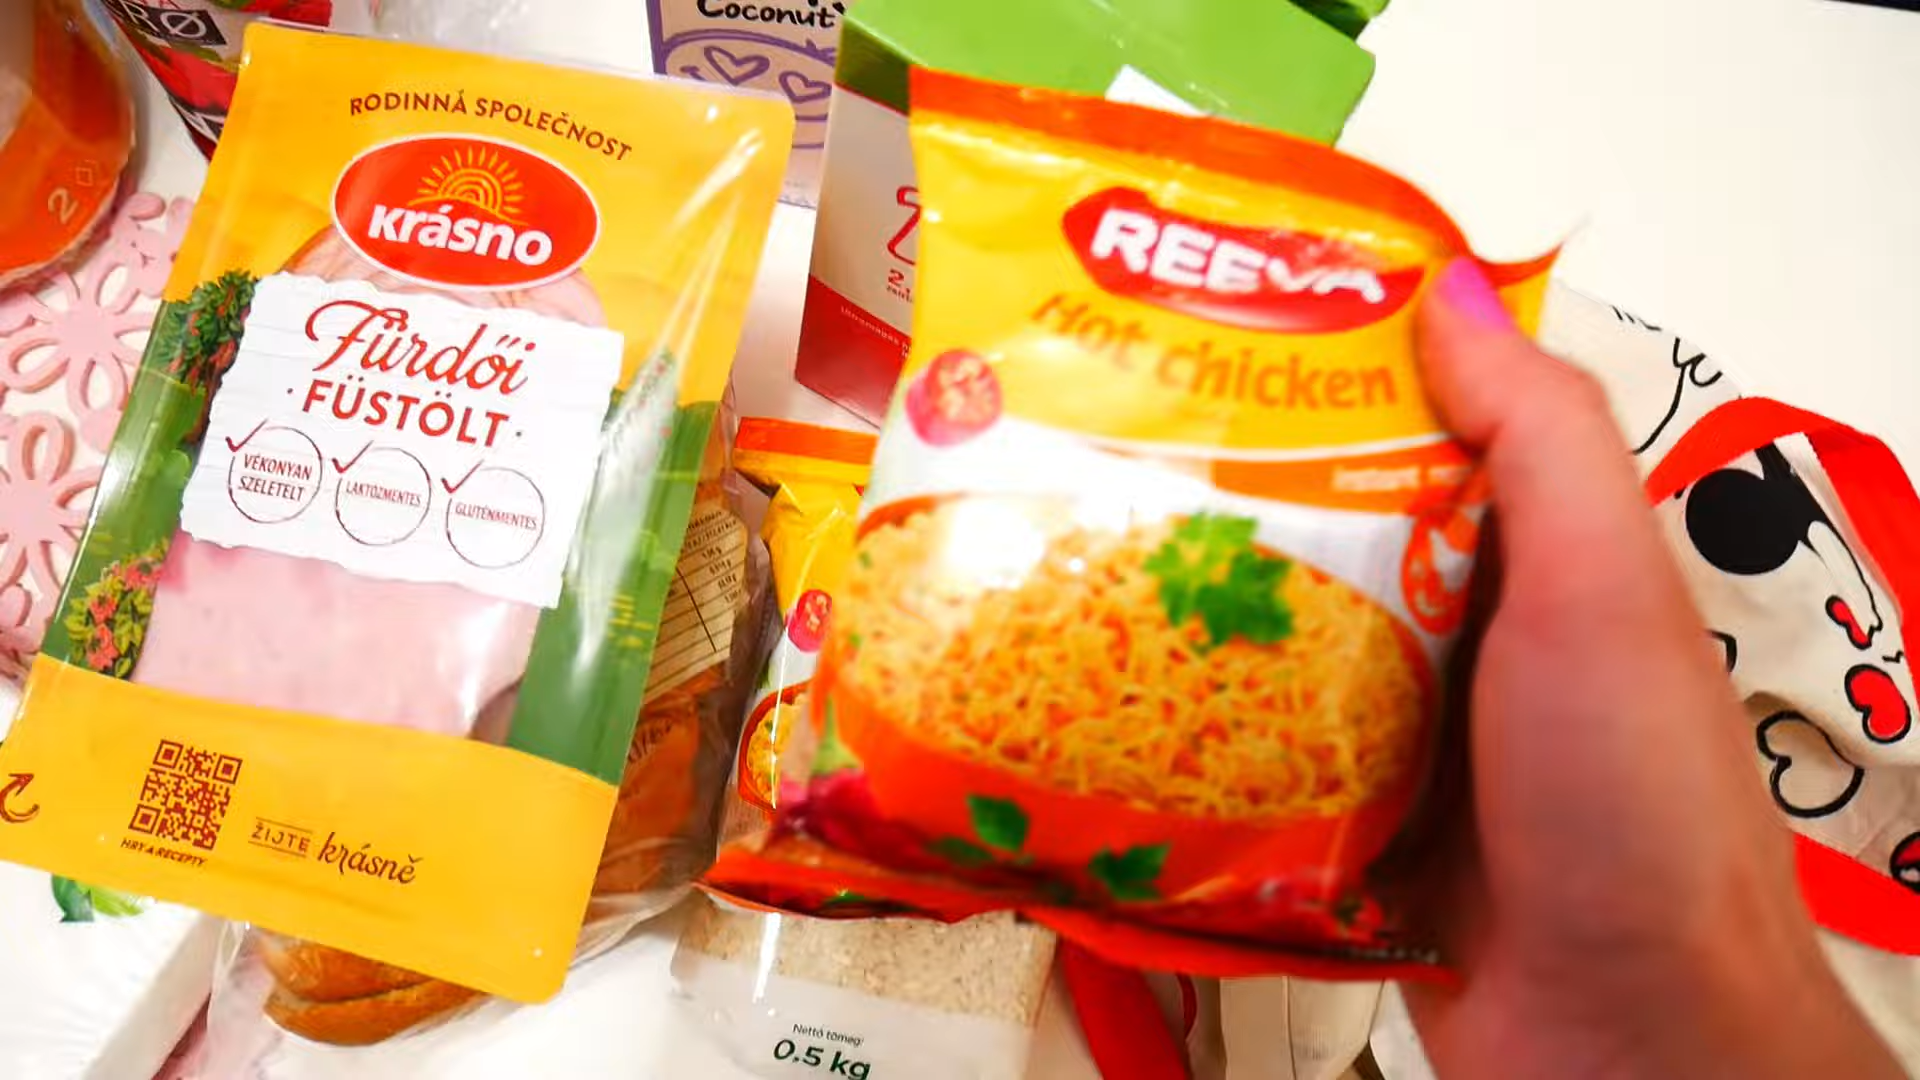 RODINNÁ SPOLEČNOST
krásno
Fürdői
· FÜSTÖLT ·
VÉKONYAN
SZELETELT
LAKTÓZMENTES
GLUTÉNMENTES
HRY A RECEPTY
ŽIJTE krásně
Coconut
REEVA
Hot chicken
instant
Nettó tömeg:
0,5 kg